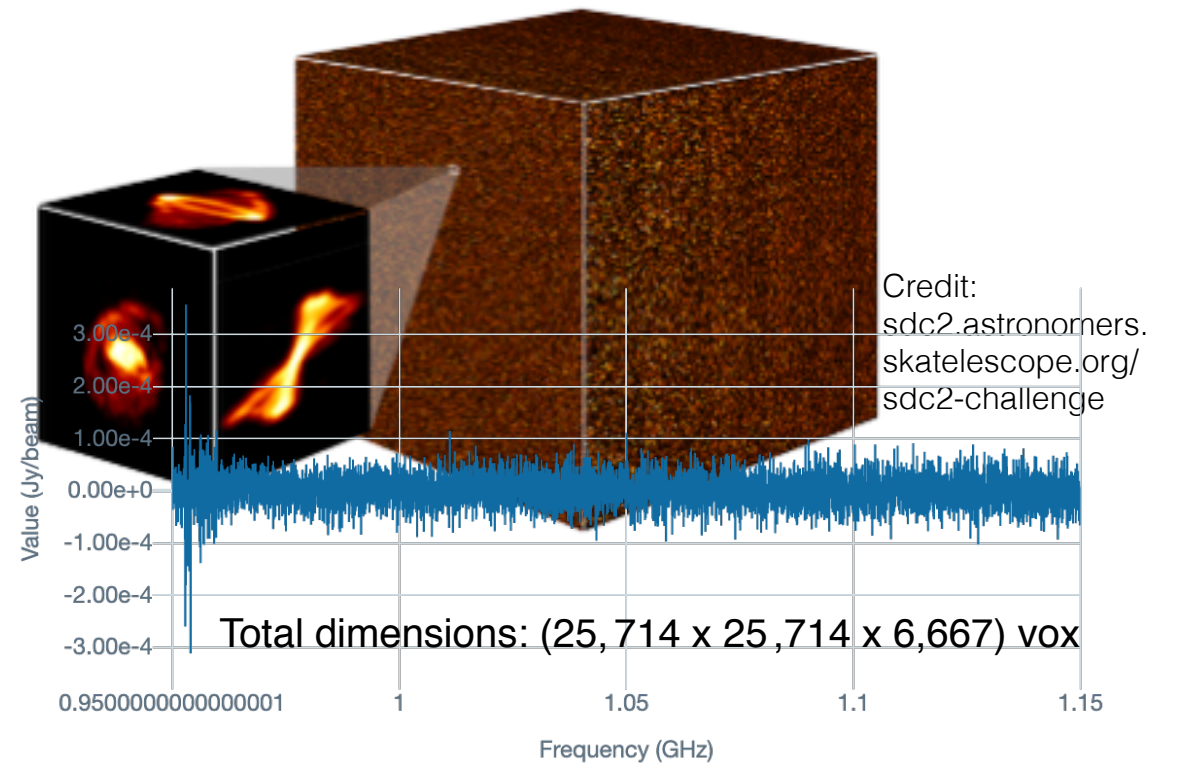 Credit:
sdc2.astronomers.
skatelescope.org/
sdc2-challenge
3.00e-4
2.00e-4
1.00e-4
0.00e+0
-1.00e-4
-2.00e-4
-3.00e-4
Value (Jy/beam)
Total dimensions: (25,714 x 25,714 x 6,667) vox
0.95000000000000001 1 1.05 1.1 1.15
Frequency (GHz)